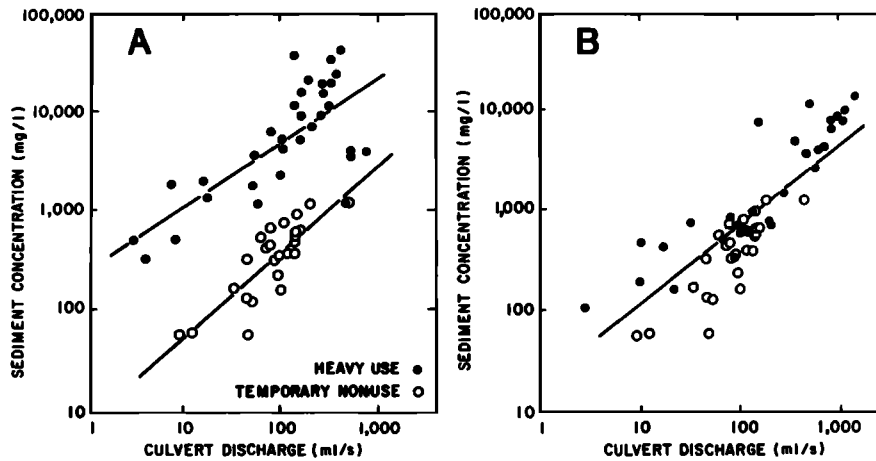 100,000
10,000
1,000
100
10
SEDIMENT CONCENTRATION (mg/l)
A
HEAVY USE
TEMPORARY NONUSE
1
10
100
1,000
CULVERT DISCHARGE (ml/s)
100,000
10,000
1,000
100
10
SEDIMENT CONCENTRATION (mg/l)
B
1
10
100
1,000
CULVERT DISCHARGE (ml/s)